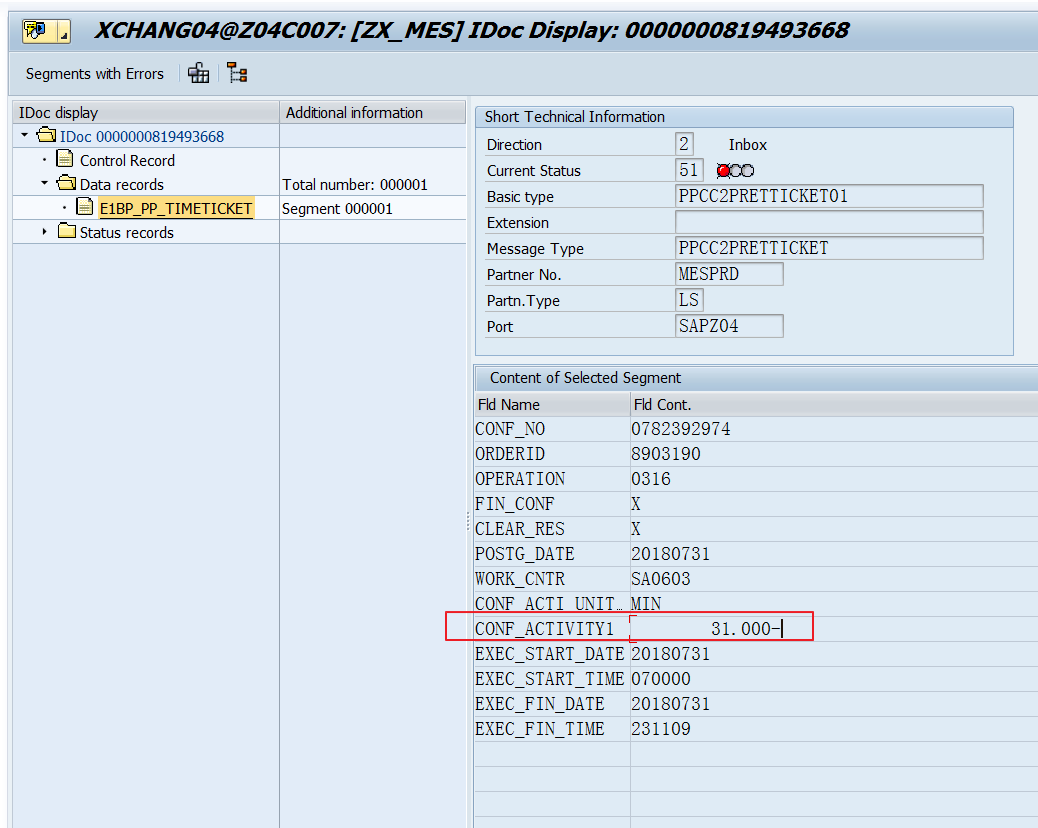 XCHANG04@Z04C007: [ZX_MES] IDoc Display: 0000000819493668
Segments with Errors
IDoc display Additional information
IDoc 0000000819493668
Control Record
Data records Total number: 000001
E1BP_PP_TIMETICKET Segment 000001
Status records
Short Technical Information
Direction 2 Inbox
Current Status 51
Basic type PPCC2PRETTICKET01
Extension
Message Type PPCC2PRETTICKET
Partner No. MESPRD
Partn.Type LS
Port SAPZ04
Content of Selected Segment
Fld Name Fld Cont.
CONF_NO 0782392974
ORDERID 8903190
OPERATION 0316
FIN_CONF X
CLEAR_RES X
POSTG_DATE 20180731
WORK_CNTR SA0603
CONF_ACTI_UNIT… MIN
CONF_ACTIVITY1 31.000-
EXEC_START_DATE 20180731
EXEC_START_TIME 070000
EXEC_FIN_DATE 20180731
EXEC_FIN_TIME 231109